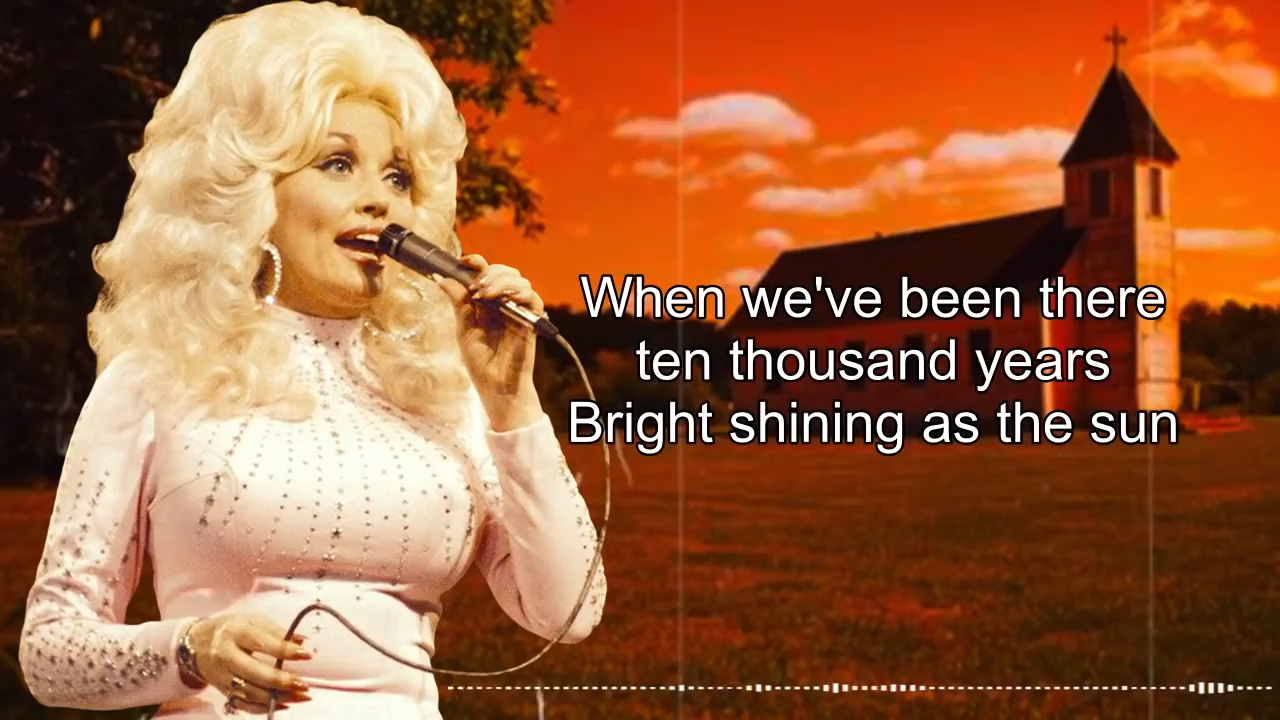 When we've been there
ten thousand years
Bright shining as the sun